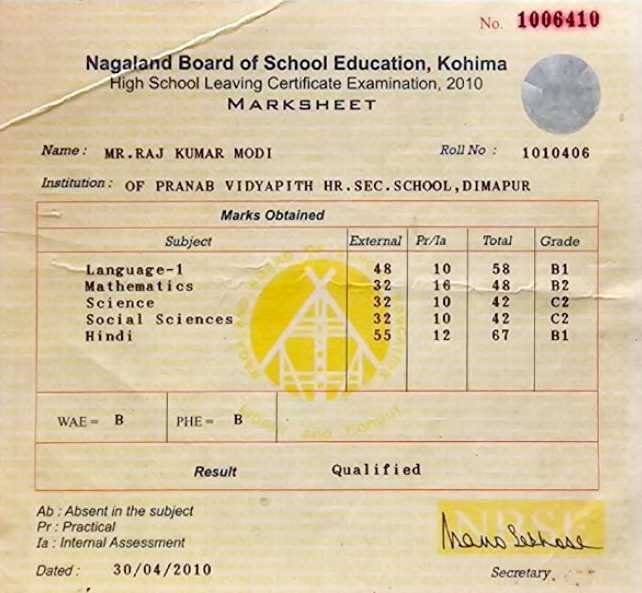 No. 1006410
Nagaland Board of School Education, Kohima
High School Leaving Certificate Examination, 2010
MARKSHEET
Name : MR.RAJ KUMAR MODI Roll No : 1010406
Institution : OF PRANAB VIDYAPITH HR.SEC.SCHOOL,DIMAPUR
Marks Obtained
Subject External Pr/Ia Total Grade
Language-1 48 10 58 B1
Mathematics 32 16 48 B2
Science 32 10 42 C2
Social Sciences 32 10 42 C2
Hindi 55 12 67 B1
WAE = B PHE = B
Result Qualified
Ab : Absent in the subject
Pr : Practical
Ia : Internal Assessment
NBSE
Dated : 30/04/2010
Secretary